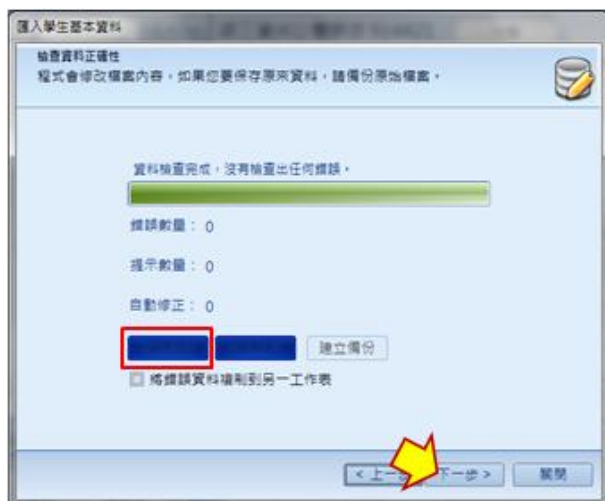 匯入學生基本資料
檢查資料正確性
程式會修改檔案內容，如果您要保存原來資料，請備份原始檔案。
資料檢查完成，沒有檢查出任何錯誤。
錯誤數量： 0
提示數量： 0
自動修正： 0
建立備份
將錯誤資料複制到另一工作表
< 上一 下一步 > 關閉